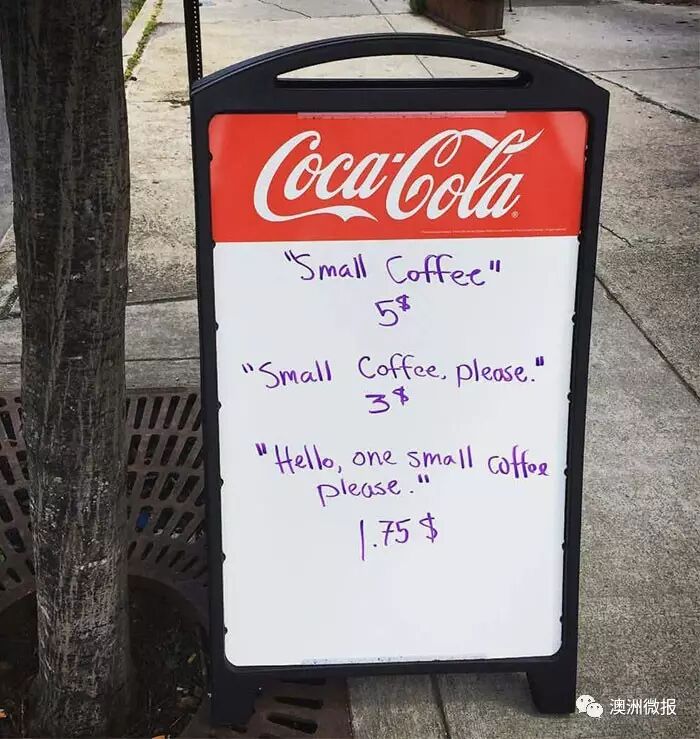 Coca-Cola
"Small Coffee"
5$
"Small Coffee, please."
3$
"Hello, one small coffee
please."
1.75 $
澳洲微报